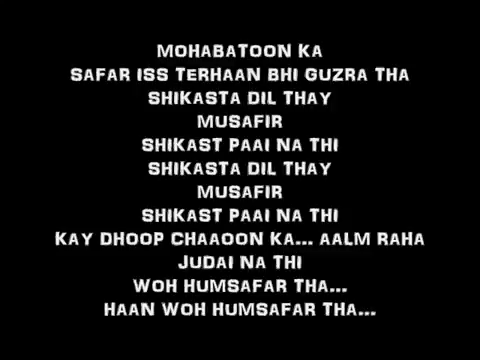 MOHABATOON KA
SAFAR ISS TERHAAN BHI GUZRA THA
SHIKASTA DIL THAY
MUSAFIR
SHIKAST PAAI NA THI
SHIKASTA DIL THAY
MUSAFIR
SHIKAST PAAI NA THI
KAY DHOOP CHAAOON KA... AALM RAHA
JUDAI NA THI
WOH HUMSAFAR THA...
HAAN WOH HUMSAFAR THA...